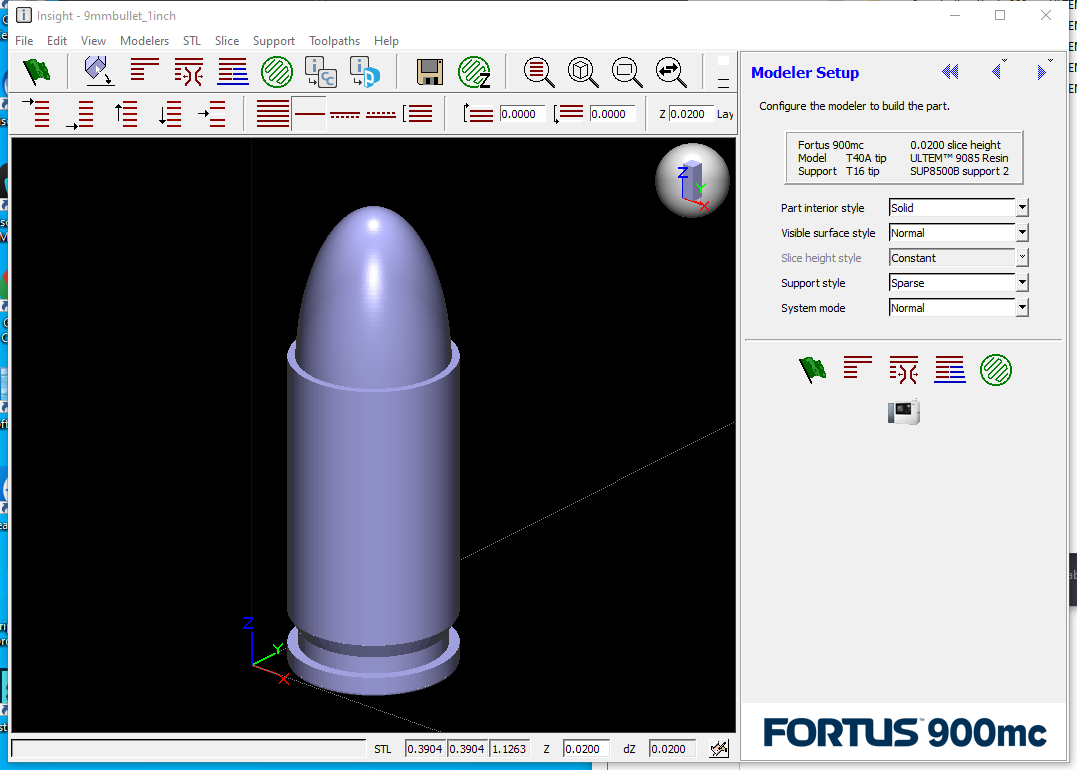 Insight - 9mmbullet_1inch
File Edit View Modelers STL Slice Support Toolpaths Help
0.0000 0.0000 Z 0.0200 Lay
Z
Y
X
Z
Y
X
STL 0.3904 0.3904 1.1263 Z 0.0200 dZ 0.0200
Modeler Setup
Configure the modeler to build the part.
Fortus 900mc 0.0200 slice height
Model T40A tip ULTEM™ 9085 Resin
Support T16 tip SUP8500B support 2
Part interior style Solid
Visible surface style Normal
Slice height style Constant
Support style Sparse
System mode Normal
FORTUS™ 900mc